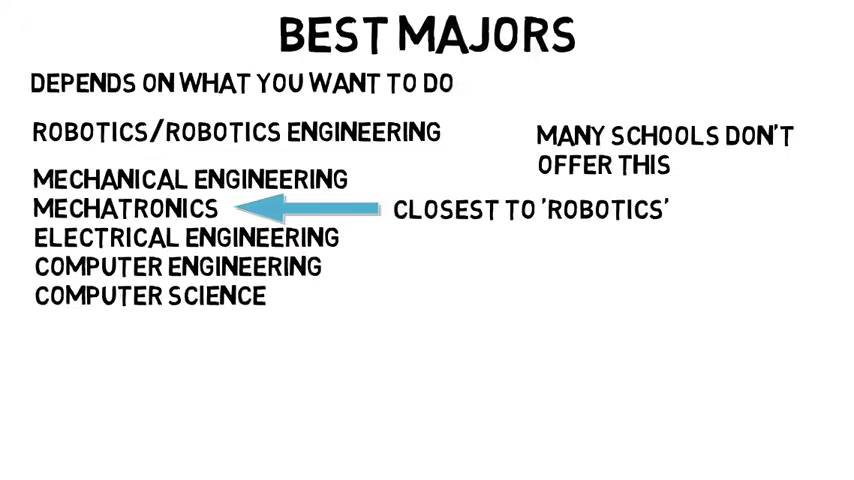 BEST MAJORS
DEPENDS ON WHAT YOU WANT TO DO
ROBOTICS/ROBOTICS ENGINEERING
MANY SCHOOLS DON'T
OFFER THIS
MECHANICAL ENGINEERING
MECHATRONICS
CLOSEST TO 'ROBOTICS'
ELECTRICAL ENGINEERING
COMPUTER ENGINEERING
COMPUTER SCIENCE